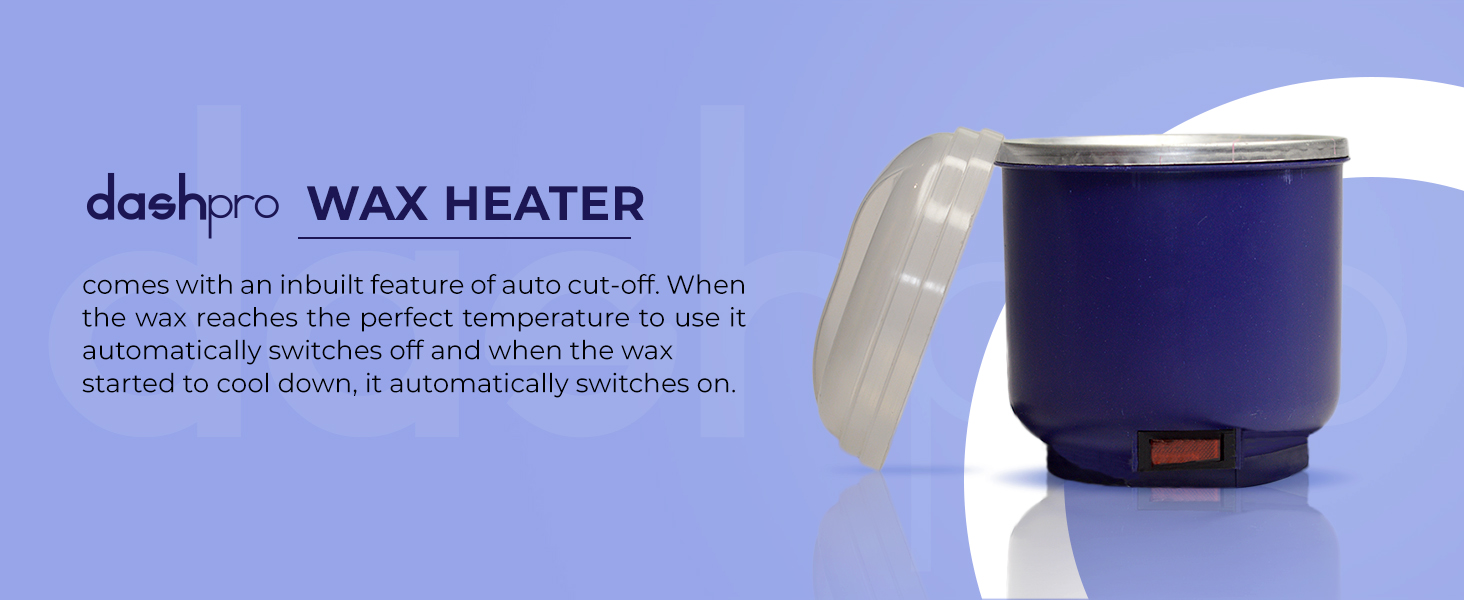 dashpro WAX HEATER
comes with an inbuilt feature of auto cut-off. When
the wax reaches the perfect temperature to use it
automatically switches off and when the wax
started to cool down, it automatically switches on.
dashpro